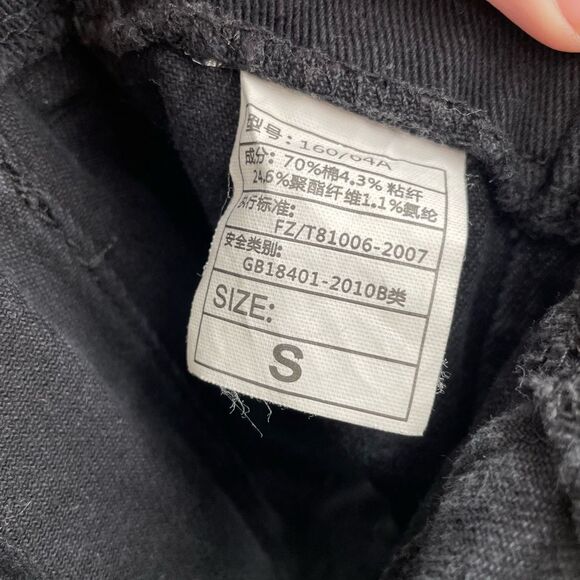 型号: 160/64A
成分: 70%棉4.3% 粘纤
24.6%聚酯纤维1.1%氨纶
执行标准:
FZ/T81006-2007
安全类别:
GB18401-2010B类
SIZE:
S